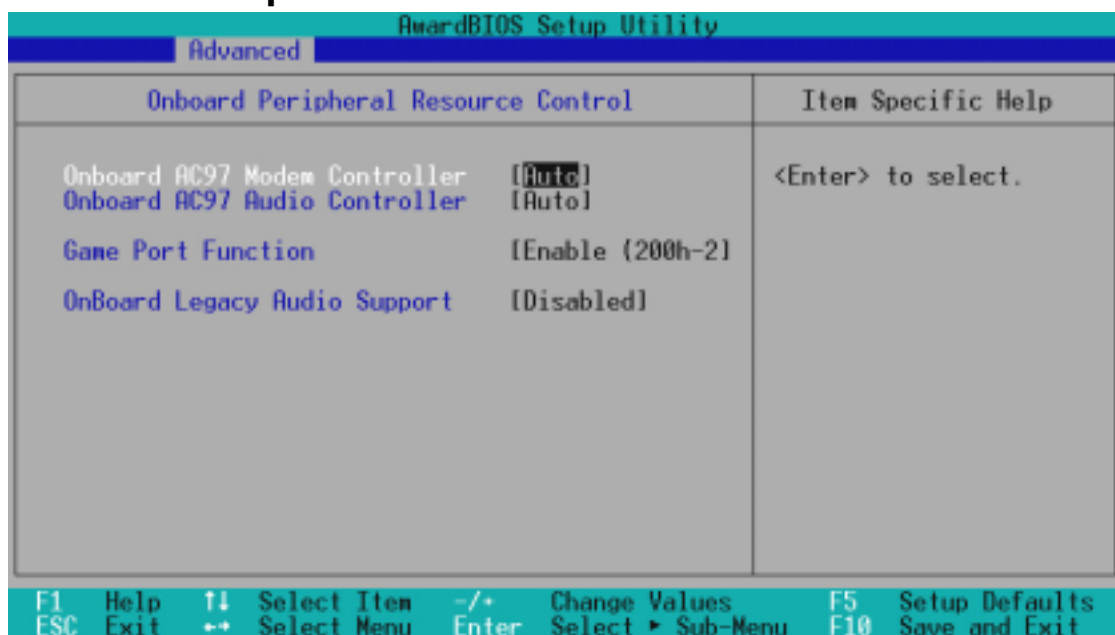 AwardBIOS Setup Utility
Advanced
Onboard Peripheral Resource Control
Item Specific Help
Onboard AC97 Modem Controller [Auto]
<Enter> to select.
Onboard AC97 Audio Controller [Auto]
Game Port Function [Enable (200h-2]
OnBoard Legacy Audio Support [Disabled]
F1 Help ↑↓ Select Item -/+ Change Values F5 Setup Defaults
ESC Exit ←→ Select Menu Enter Select ► Sub-Menu F10 Save and Exit